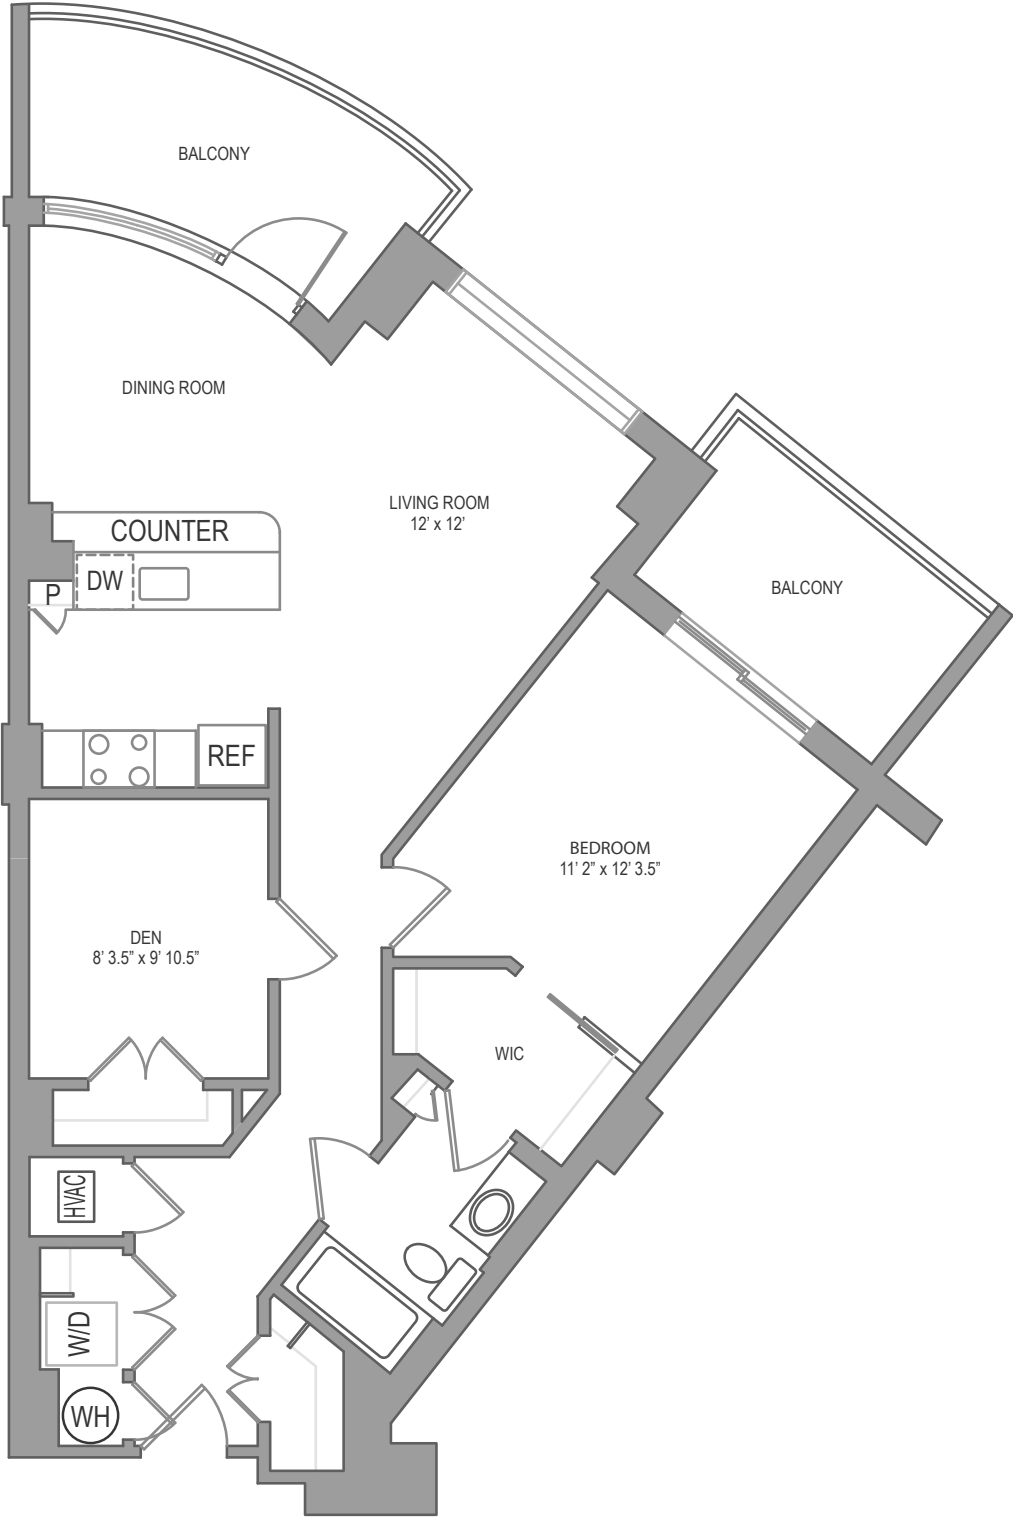 BALCONY
DINING ROOM
LIVING ROOM
12' x 12'
COUNTER
DW
P
BALCONY
REF
BEDROOM
11' 2" x 12' 3.5"
DEN
8' 3.5" x 9' 10.5"
WIC
HVAC
W/D
WH